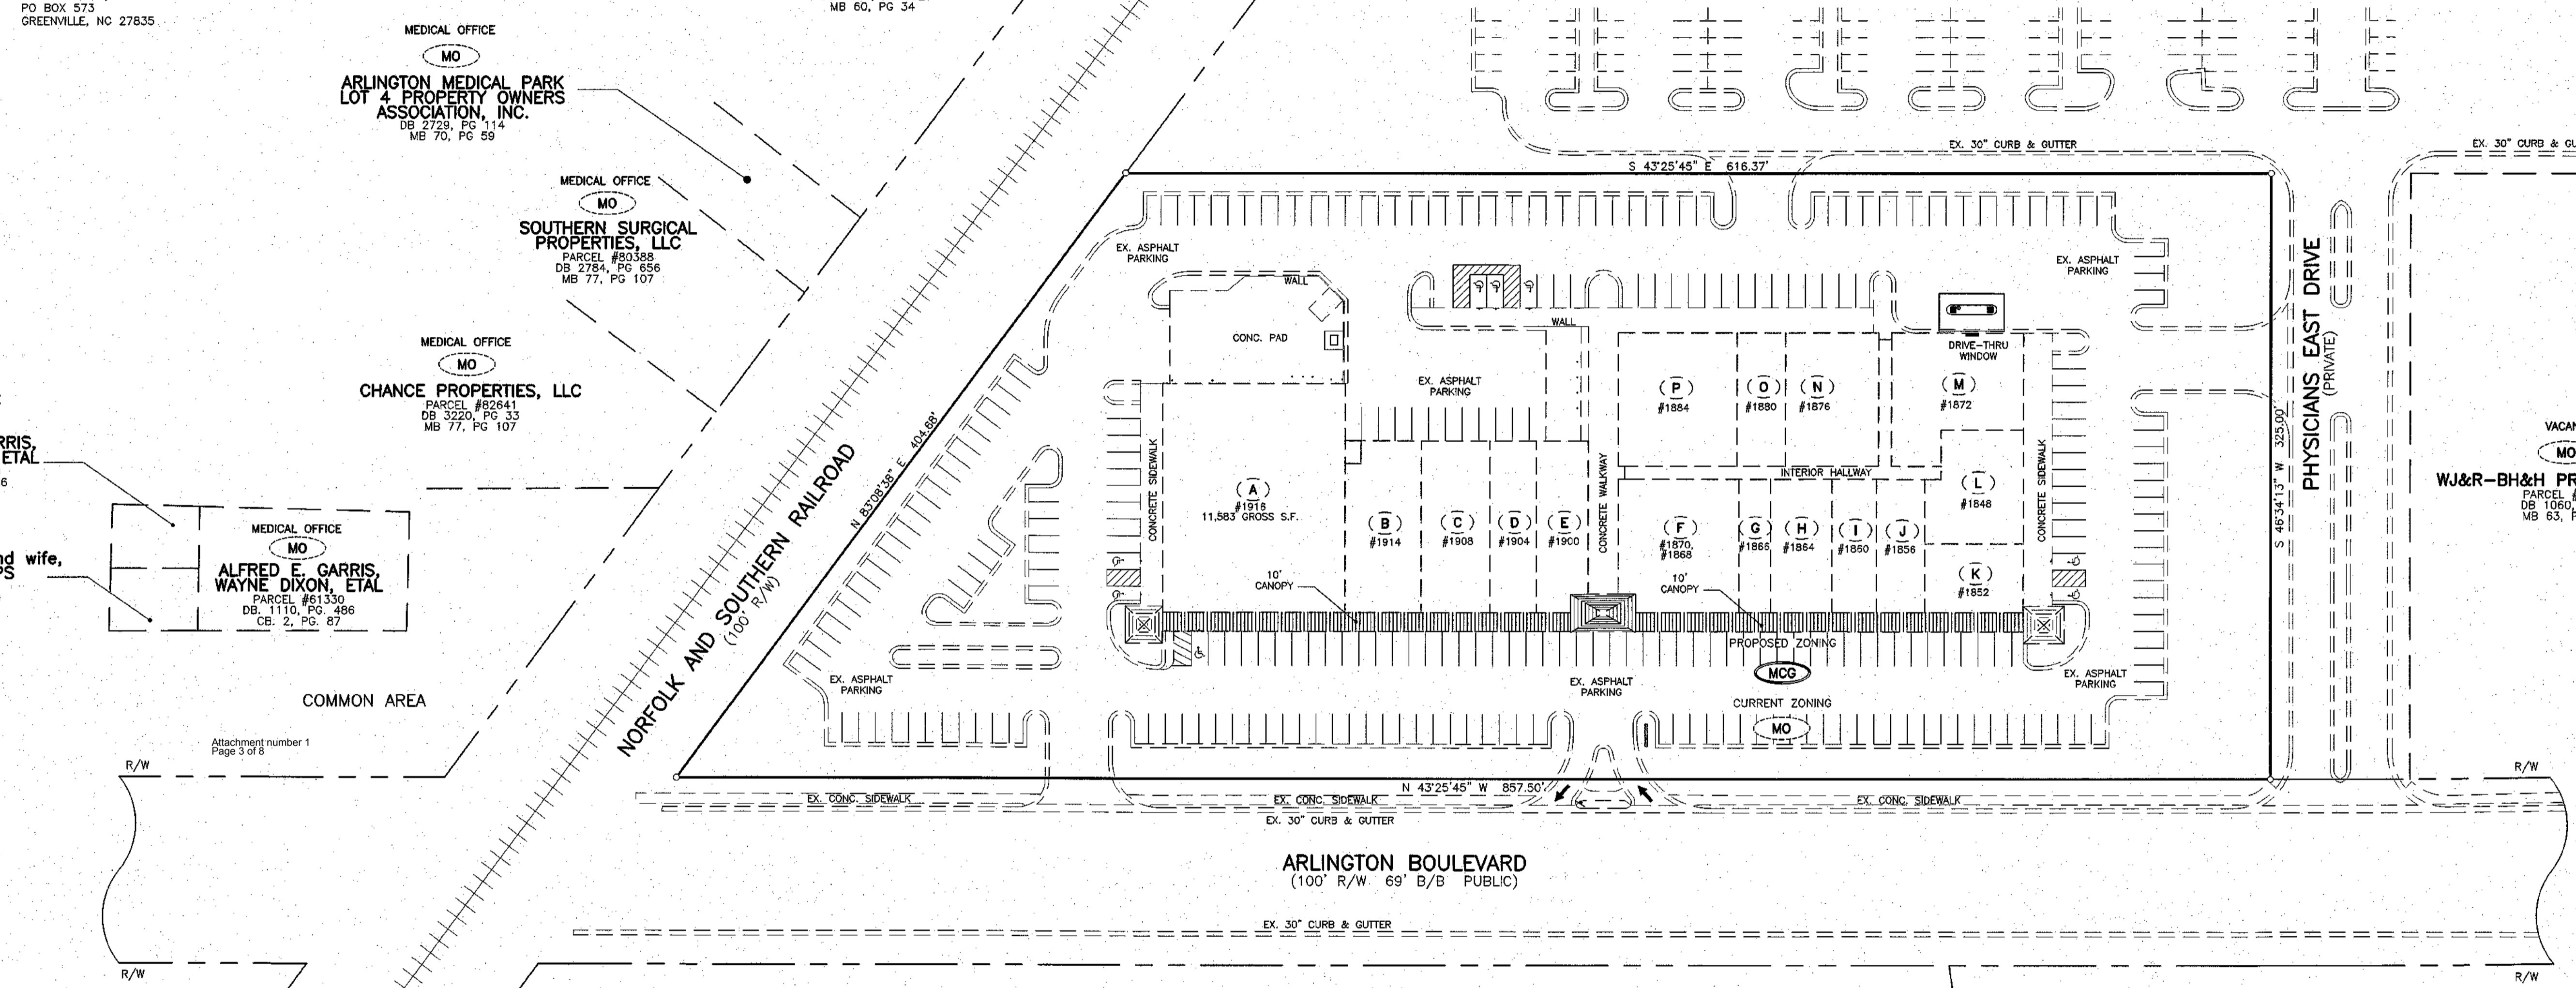 PO BOX 573
GREENVILLE, NC 27835
MB 60, PG 34
MEDICAL OFFICE
MO
ARLINGTON MEDICAL PARK
LOT 4 PROPERTY OWNERS
ASSOCIATION, INC.
DB 2729, PG 114
MB 70, PG 59
MEDICAL OFFICE
MO
SOUTHERN SURGICAL
PROPERTIES, LLC
PARCEL #80388
DB 2784, PG 656
MB 77, PG 107
MEDICAL OFFICE
MO
CHANCE PROPERTIES, LLC
PARCEL #82641
DB 3220, PG 33
MB 77, PG 107
RRIS,
ETAL
6
nd wife,
PS
MEDICAL OFFICE
MO
ALFRED E. GARRIS,
WAYNE DIXON, ETAL
PARCEL #61330
DB. 1110, PG. 486
CB. 2, PG. 87
COMMON AREA
Attachment number 1
Page 3 of 8
R/W
R/W
NORFOLK AND SOUTHERN RAILROAD
(100' R/W)
N 83°08'38" E 404.68'
EX. 30" CURB & GUTTER
S 43°25'45" E 616.37'
EX. ASPHALT
PARKING
WALL
CONC. PAD
WALL
EX. ASPHALT
PARKING
EX. ASPHALT
PARKING
DRIVE-THRU
WINDOW
P
#1884
O
#1880
N
#1876
M
#1872
INTERIOR HALLWAY
CONCRETE SIDEWALK
A
#1916
11,583 GROSS S.F.
B
#1914
C
#1908
D
#1904
E
#1900
CONCRETE WALKWAY
F
#1870,
#1868
G
#1866
H
#1864
I
#1860
J
#1856
L
#1848
K
#1852
CONCRETE SIDEWALK
10'
CANOPY
10'
CANOPY
PROPOSED ZONING
MCG
CURRENT ZONING
MO
EX. ASPHALT
PARKING
EX. ASPHALT
PARKING
EX. ASPHALT
PARKING
N 43°25'45" W 857.50'
EX. CONC. SIDEWALK
EX. CONC. SIDEWALK
EX. CONC. SIDEWALK
EX. 30" CURB & GUTTER
ARLINGTON BOULEVARD
(100' R/W 69' B/B PUBLIC)
EX. 30" CURB & GUTTER
S 46°34'13" W 325.00'
PHYSICIANS EAST DRIVE
(PRIVATE)
EX. 30" CURB & GU
VACAN
MO
WJ&R-BH&H PR
PARCEL #
DB 1060,
MB 63, P
R/W
R/W